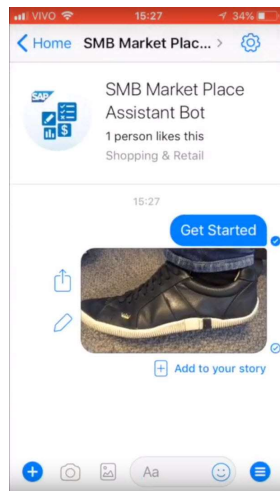 VIVO 15:27 34%
Home SMB Market Plac... >
SAP
SMB Market Place
Assistant Bot
1 person likes this
Shopping & Retail
15:27
Get Started
Add to your story
Aa